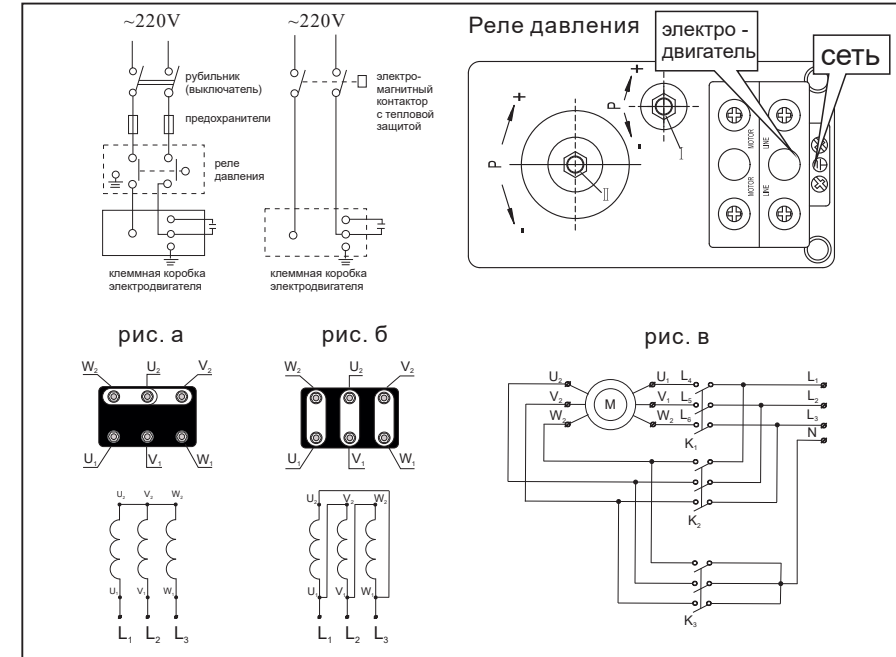 ~220V
~220V
рубильник
(выключатель)
предохранители
реле
давления
клеммная коробка
электродвигателя
электро-
магнитный
контактор
с тепловой
защитой
клеммная коробка
электродвигателя
Реле давления
электро -
двигатель
сеть
+
P
-
+
P
-
I
II
MOTOR
LINE
MOTOR
LINE
рис. а
W₂ U₂ V₂
U₁ V₁ W₁
U₂ V₂ W₂
U₁ V₁ W₁
L₁ L₂ L₃
рис. б
W₂ U₂ V₂
U₁ V₁ W₁
U₂ V₂ W₂
U₁ V₁ W₁
L₁ L₂ L₃
рис. в
U₂ U₁ L₄ L₁
V₂ M V₁ L₅ L₂
W₂ W₂ L₆ L₃
K₁ N
K₂
K₃